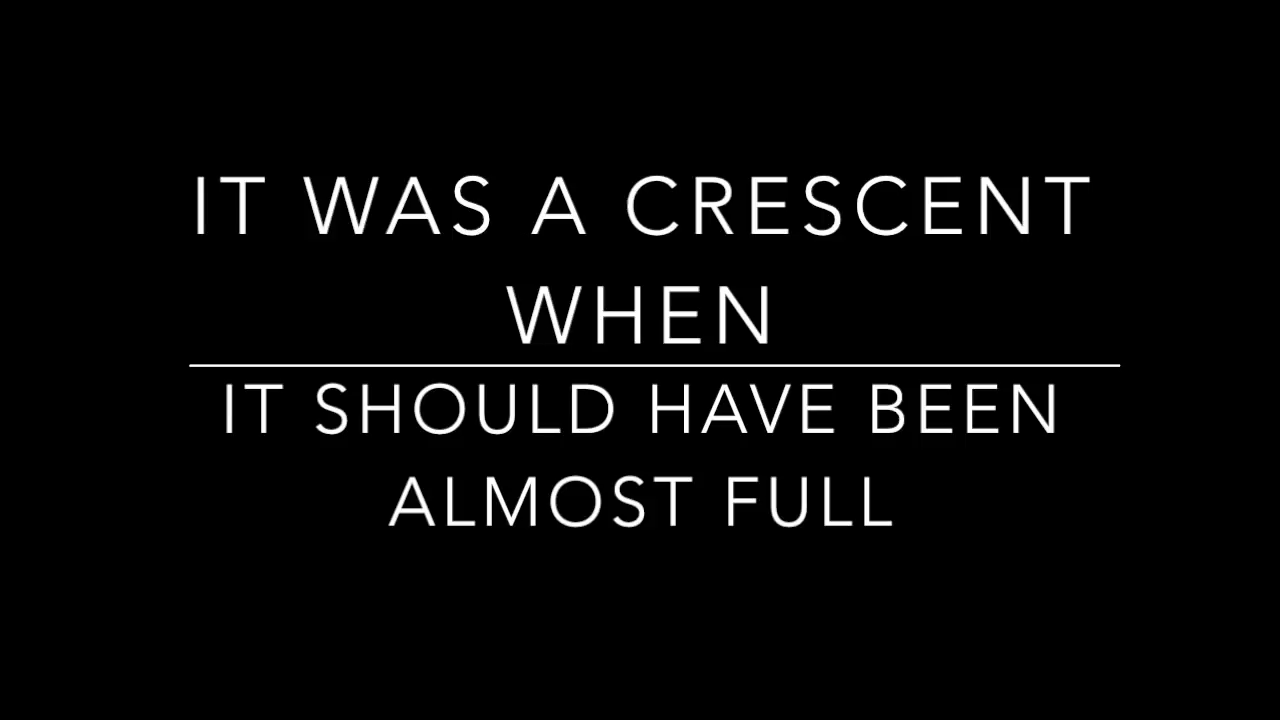 IT WAS A CRESCENT
WHEN
IT SHOULD HAVE BEEN
ALMOST FULL